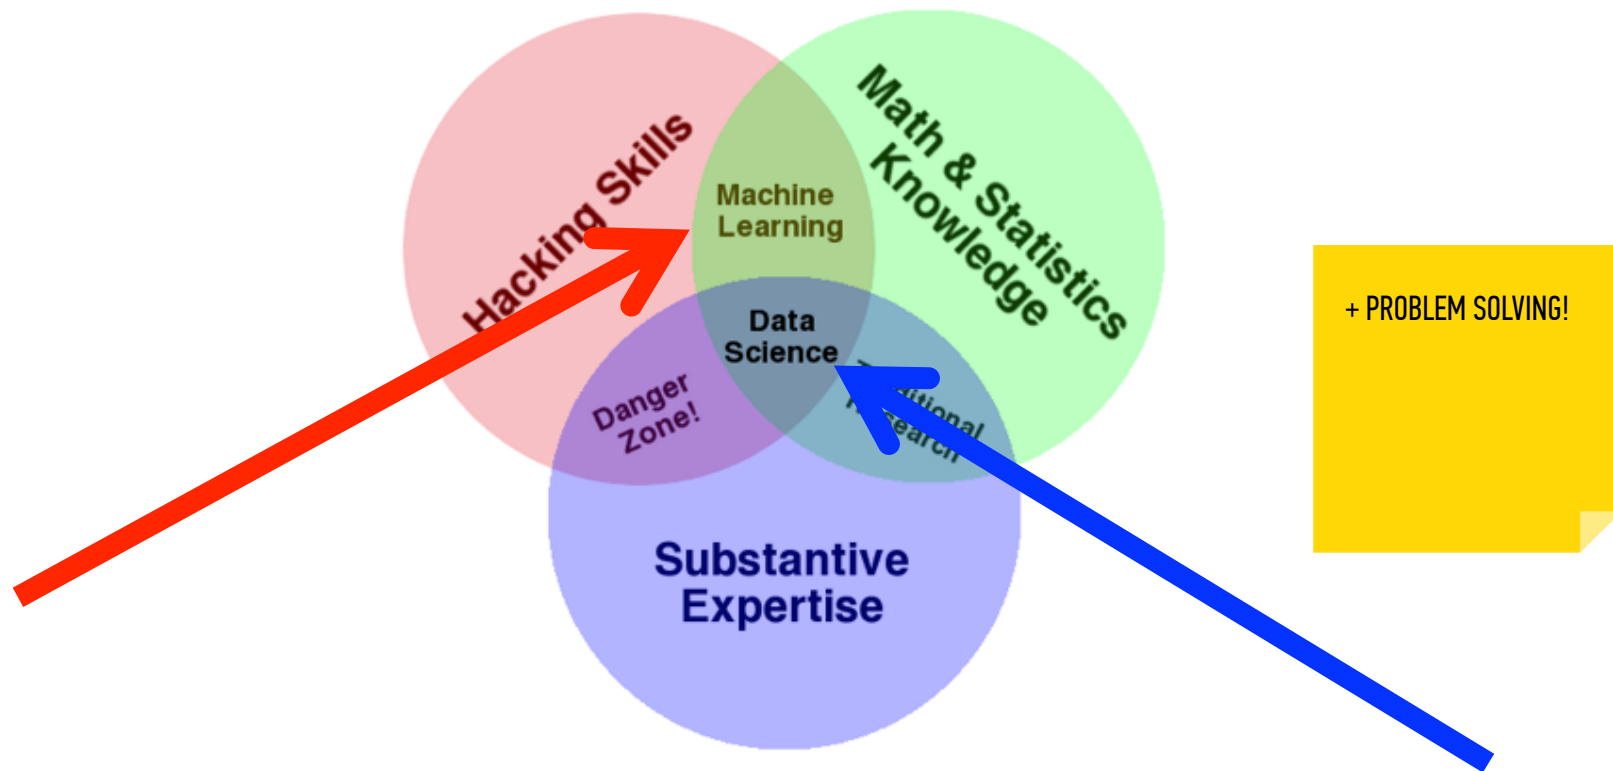 Hacking Skills
Math & Statistics
Knowledge
Machine
Learning
+ PROBLEM SOLVING!
Data
Science
Danger
Zone!
Substantive
Expertise